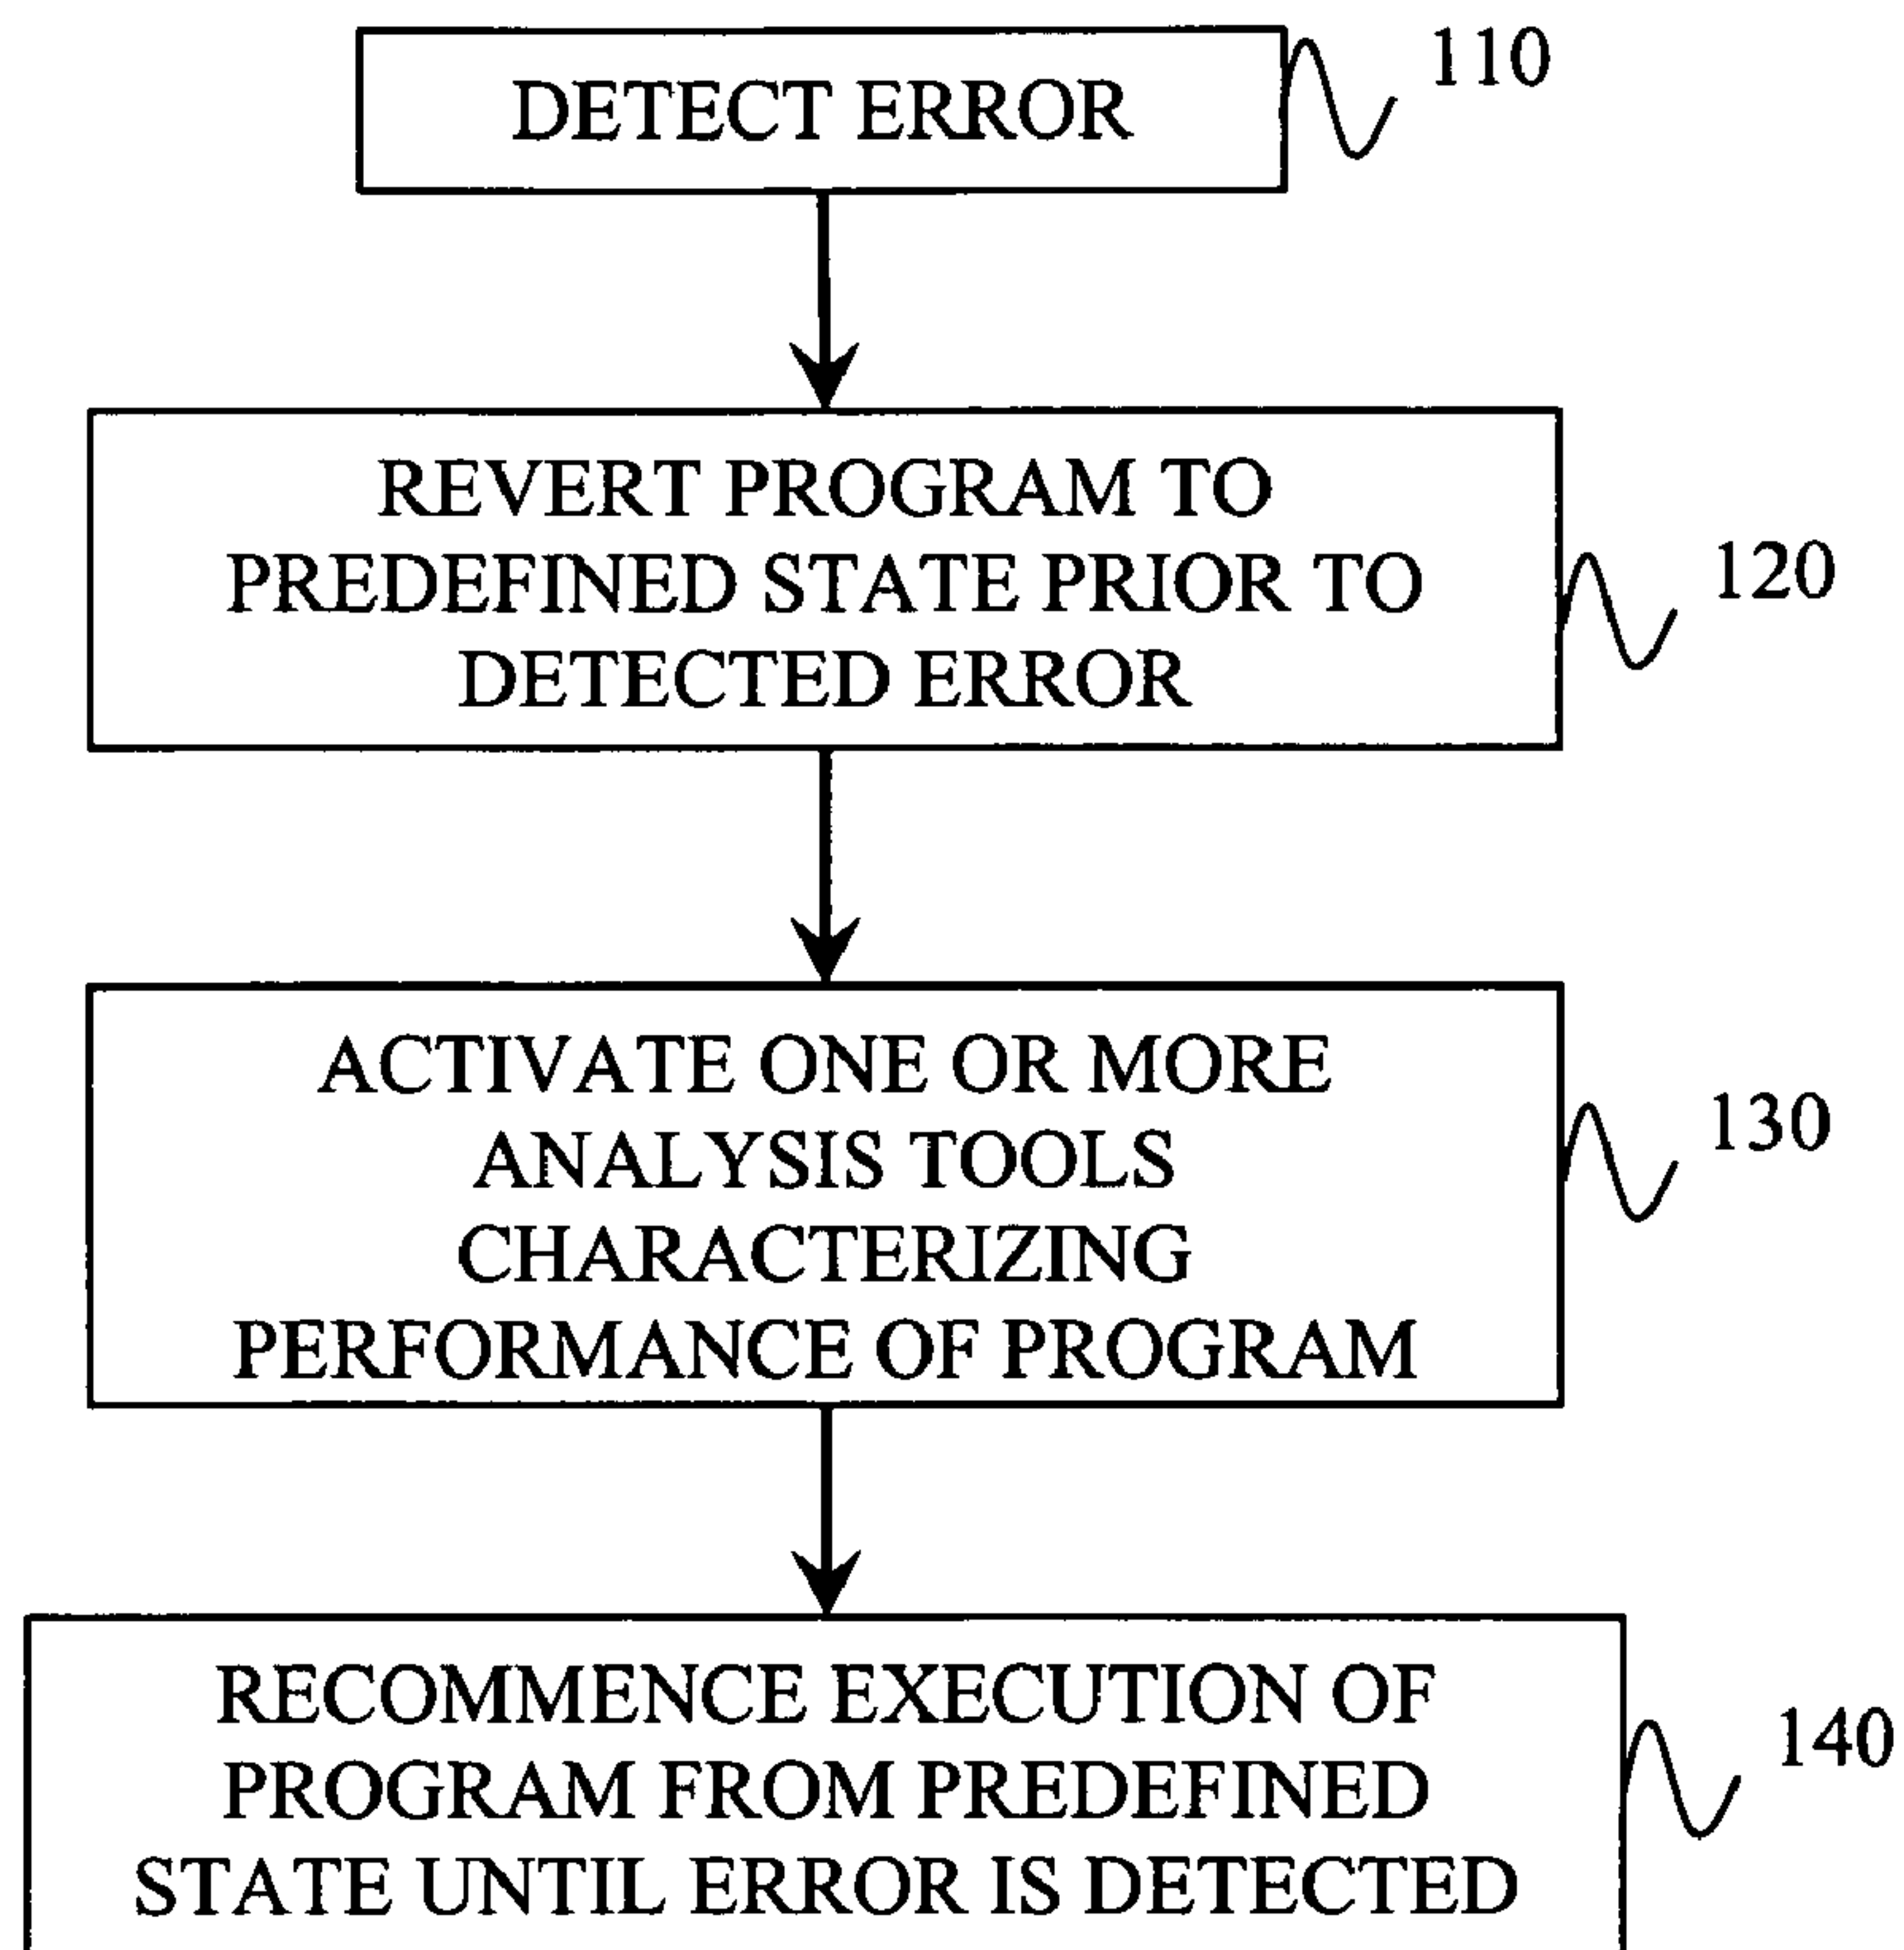 DETECT ERROR
110
REVERT PROGRAM TO
PREDEFINED STATE PRIOR TO
DETECTED ERROR
120
ACTIVATE ONE OR MORE
ANALYSIS TOOLS
CHARACTERIZING
PERFORMANCE OF PROGRAM
130
RECOMMENCE EXECUTION OF
PROGRAM FROM PREDEFINED
STATE UNTIL ERROR IS DETECTED
140